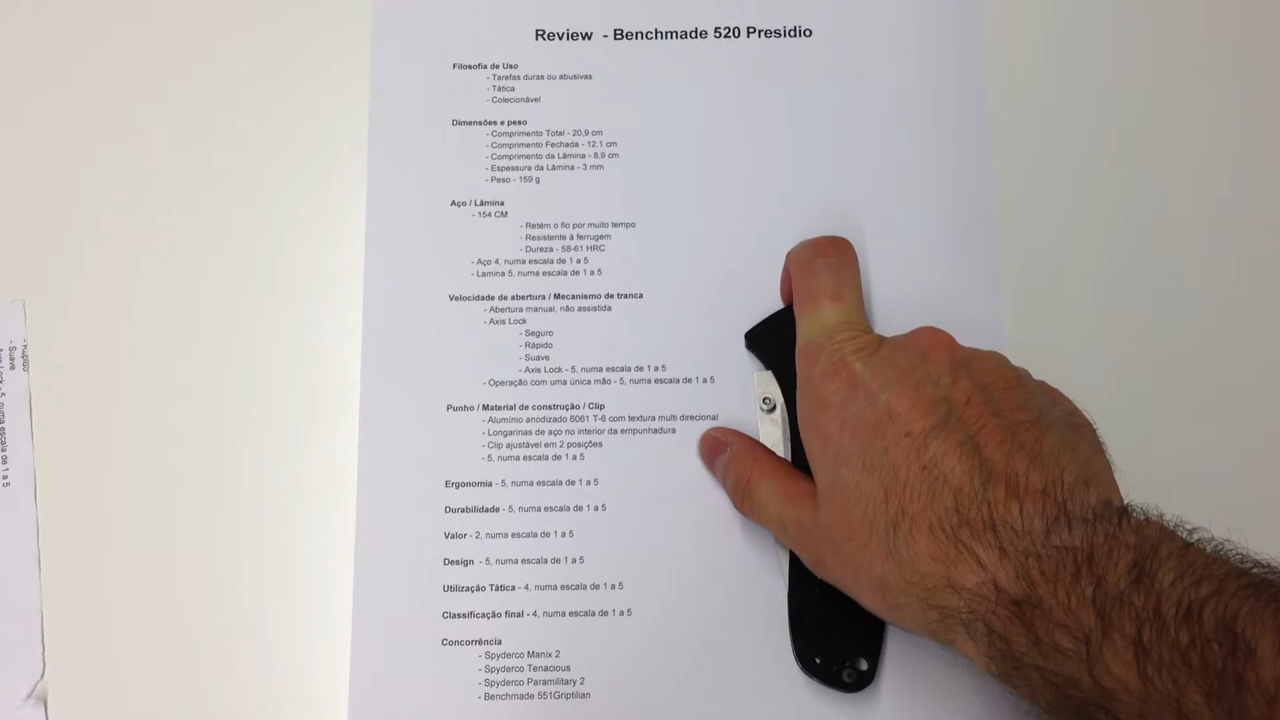 Review - Benchmade 520 Presidio
Filosofia de Uso
- Tarefas duras ou abusivas
- Tática
- Colecionável
Dimensões e peso
- Comprimento Total - 20,9 cm
- Comprimento Fechada - 12,1 cm
- Comprimento da Lâmina - 8,9 cm
- Espessura da Lâmina - 3 mm
- Peso - 159 g
Aço / Lâmina
- 154 CM
- Retém o fio por muito tempo
- Resistente à ferrugem
- Dureza - 58-61 HRC
- Aço 4, numa escala de 1 a 5
- Lamina 5, numa escala de 1 a 5
Velocidade de abertura / Mecanismo de tranca
- Abertura manual, não assistida
- Axis Lock
- Seguro
- Rápido
- Suave
- Axis Lock - 5, numa escala de 1 a 5
- Operação com uma única mão - 5, numa escala de 1 a 5
Punho / Material de construção / Clip
- Alumínio anodizado 6061 T-6 com textura multi direcional
- Longarinas de aço no interior da empunhadura
- Clip ajustável em 2 posições
- 5, numa escala de 1 a 5
Ergonomia - 5, numa escala de 1 a 5
Durabilidade - 5, numa escala de 1 a 5
Valor - 2, numa escala de 1 a 5
Design - 5, numa escala de 1 a 5
Utilização Tática - 4, numa escala de 1 a 5
Classificação final - 4, numa escala de 1 a 5
Concorrência
- Spyderco Manix 2
- Spyderco Tenacious
- Spyderco Paramilitary 2
- Benchmade 551Griptilian
- Suave
Lock - 5, numa escala de 1 a 5